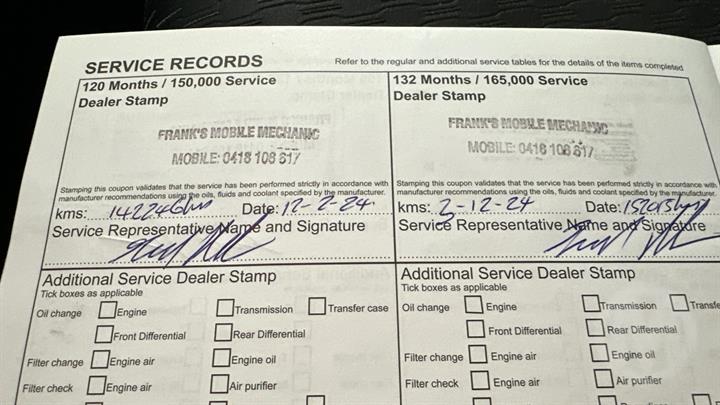 SERVICE RECORDS Refer to the regular and additional service tables for the details of the items completed
120 Months / 150,000 Service
Dealer Stamp
FRANK'S MOBILE MECHANIC
MOBILE: 0418 108 817
Stamping this coupon validates that the service has been performed strictly in accordance with
manufacturer recommendations using the oils, fluids and coolant specified by the manufacturer.
kms: 142246km Date: 12-2-24
Service Representative Name and Signature
Additional Service Dealer Stamp
Tick boxes as applicable
Oil change Engine Transmission Transfer case
Front Differential Rear Differential
Filter change Engine air Engine oil
Filter check Engine air Air purifier
132 Months / 165,000 Service
Dealer Stamp
FRANK'S MOBILE MECHANIC
MOBILE: 0418 108 817
Stamping this coupon validates that the service has been performed strictly in accordance with
manufacturer recommendations using the oils, fluids and coolant specified by the manufacturer.
kms: 3-12-24 Date:
Service Representative Name and Signature
Additional Service Dealer Stamp
Tick boxes as applicable
Oil change Engine Transmission
Front Differential Rear Differential
Filter change Engine air Engine oil
Filter check Engine air Air purifier